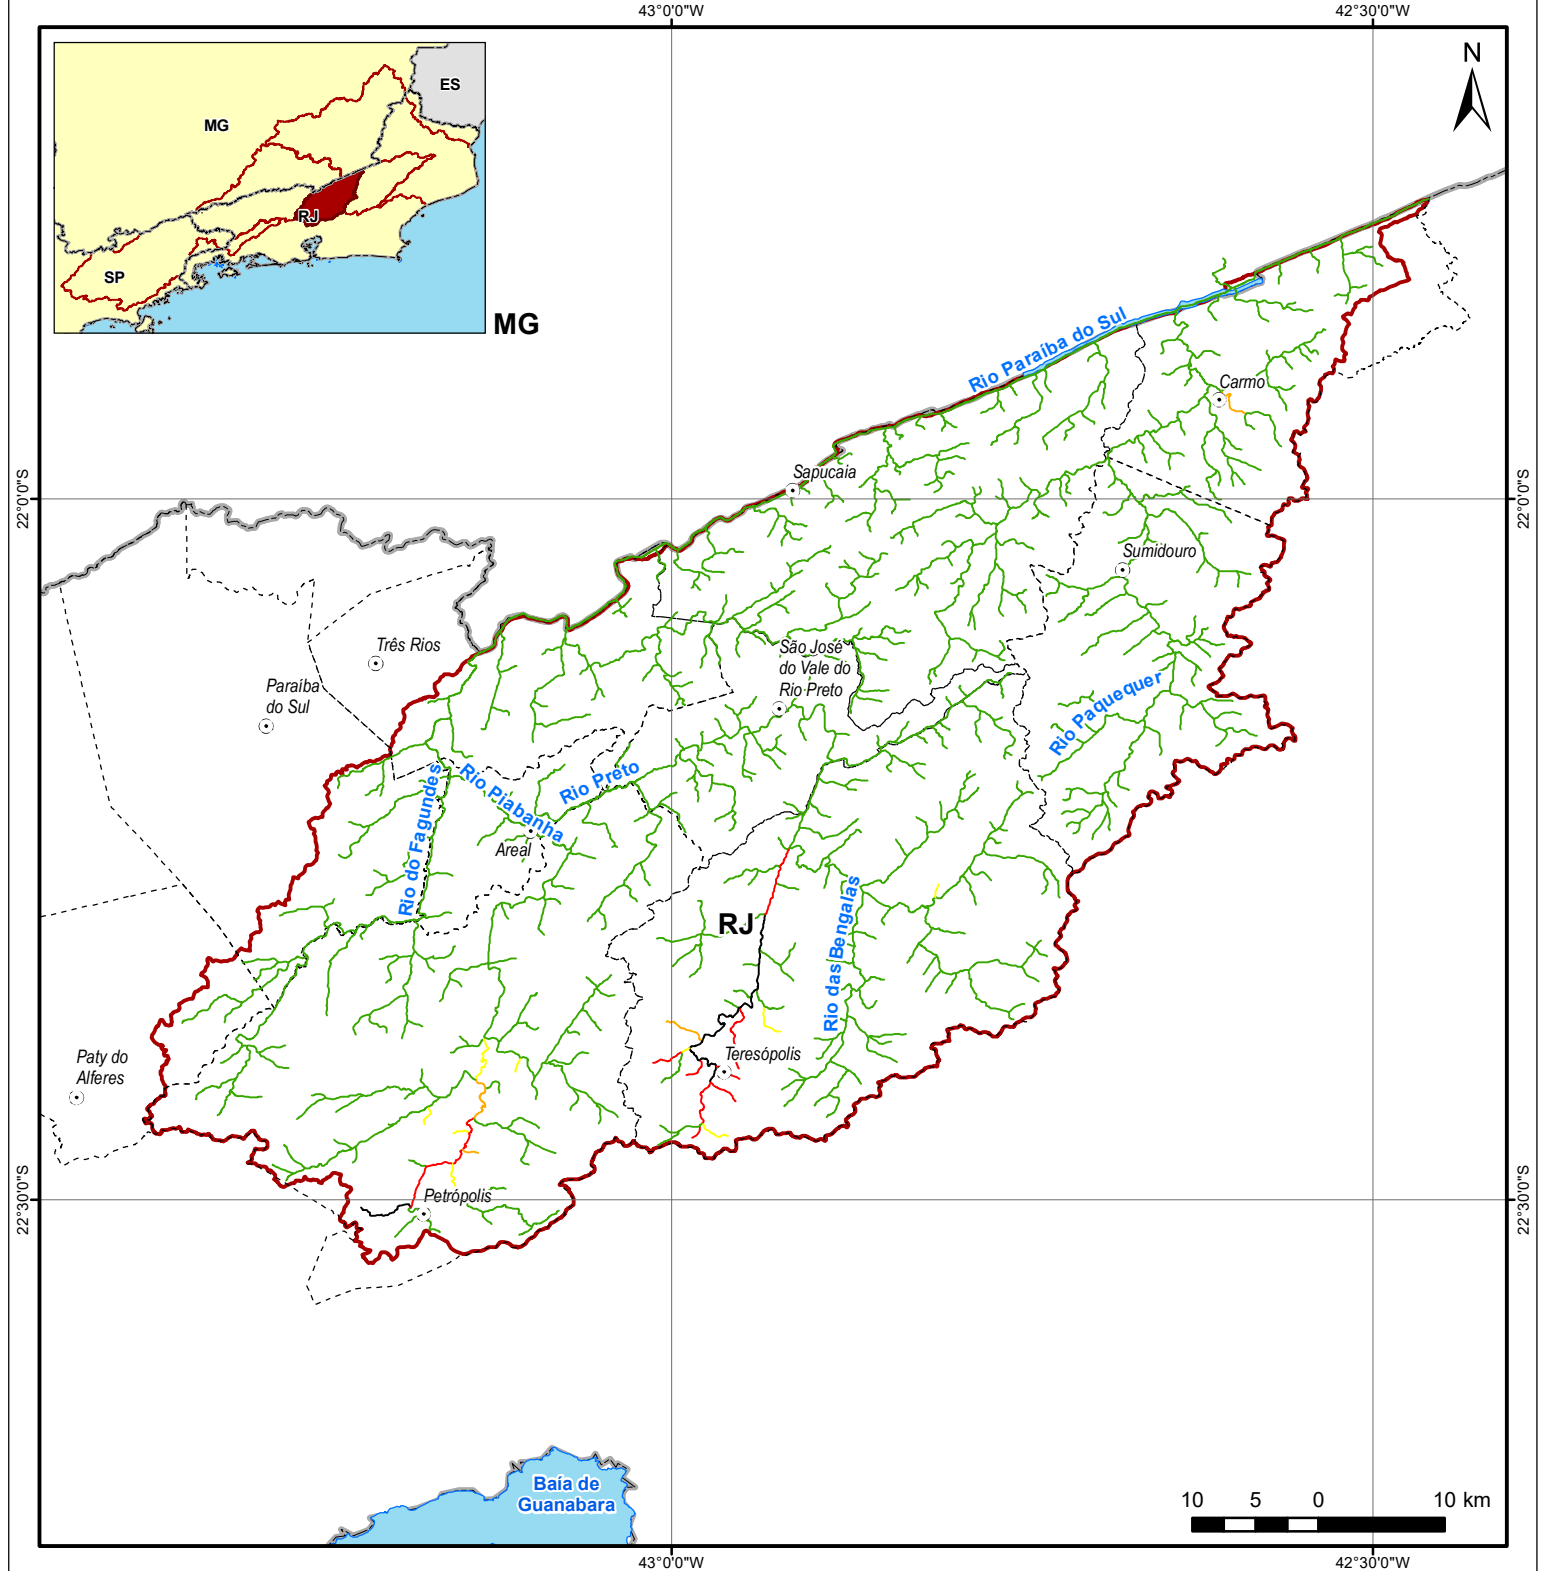 43°0'0"W
42°30'0"W
MG
ES
RJ
SP
N
MG
Rio Paraíba do Sul
Carmo
Sapucaia
22°0'0"S
22°0'0"S
Sumidouro
Três Rios
São José
do Vale do
Rio Preto
Paraíba
do Sul
Rio Paquequer
Rio do Fagundes
Rio Piabanha
Rio Preto
Areal
RJ
Rio das Bengalas
Paty do
Alferes
Teresópolis
22°30'0"S
22°30'0"S
Petrópolis
Baía de
Guanabara
10 5 0 10 km
43°0'0"W
42°30'0"W